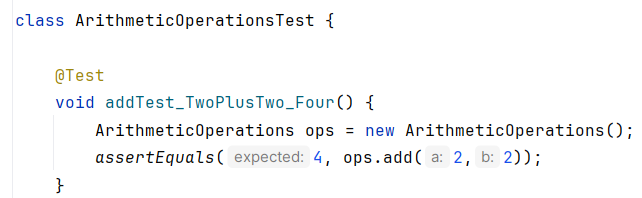 class ArithmeticOperationsTest {
@Test
void addTest_TwoPlusTwo_Four() {
ArithmeticOperations ops = new ArithmeticOperations();
assertEquals( expected: 4, ops.add( a: 2, b: 2));
}